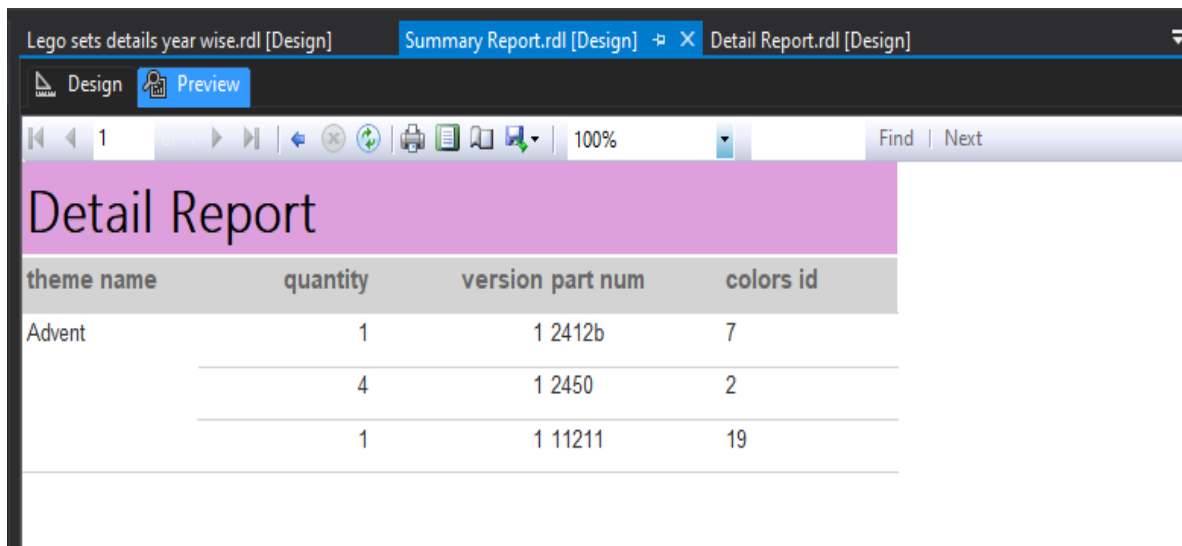 Lego sets details year wise.rdl [Design] Summary Report.rdl [Design] Detail Report.rdl [Design]
Design Preview
1 100% Find | Next
Detail Report
theme name quantity version part num colors id
Advent 1 1 2412b 7
4 1 2450 2
1 1 11211 19